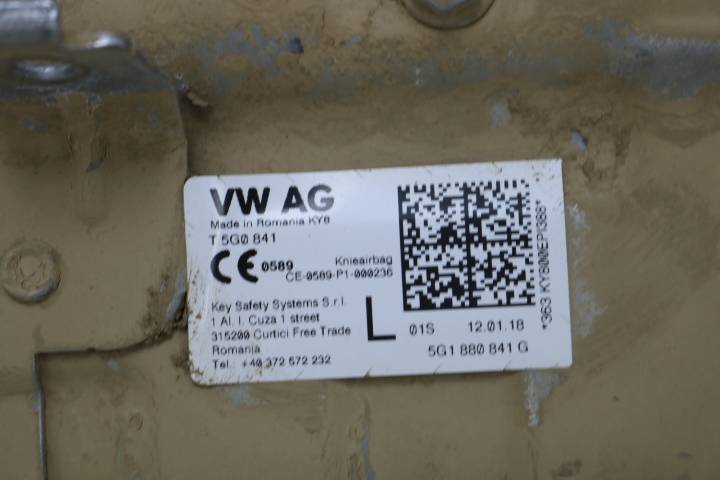 VW AG
Made in Romania KY8
T 5G0 841
CE 0589 Knieairbag
CE-0589-P1-000236
Key Safety Systems S.r.l.
1 Al. I. Cuza 1 street
315200 Curtici Free Trade
Romania
Tel.: +40 372 572 232
L
01S 12.01.18
5G1 880 841 G
*363 KY800EP1368*